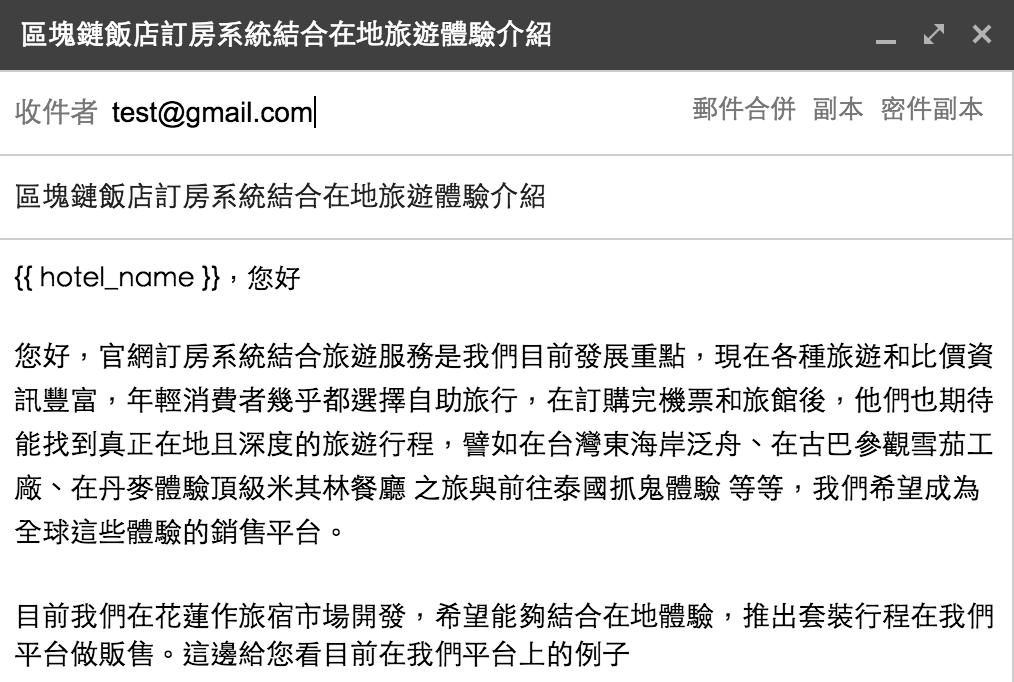 區塊鏈飯店訂房系統結合在地旅遊體驗介紹
收件者 test@gmail.com 郵件合併 副本 密件副本
區塊鏈飯店訂房系統結合在地旅遊體驗介紹
{{ hotel_name }}，您好
您好，官網訂房系統結合旅遊服務是我們目前發展重點，現在各種旅遊和比價資
訊豐富，年輕消費者幾乎都選擇自助旅行，在訂購完機票和旅館後，他們也期待
能找到真正在地且深度的旅遊行程，譬如在台灣東海岸泛舟、在古巴參觀雪茄工
廠、在丹麥體驗頂級米其林餐廳 之旅與前往泰國抓鬼體驗 等等，我們希望成為
全球這些體驗的銷售平台。
目前我們在花蓮作旅宿市場開發，希望能夠結合在地體驗，推出套裝行程在我們
平台做販售。這邊給您看目前在我們平台上的例子